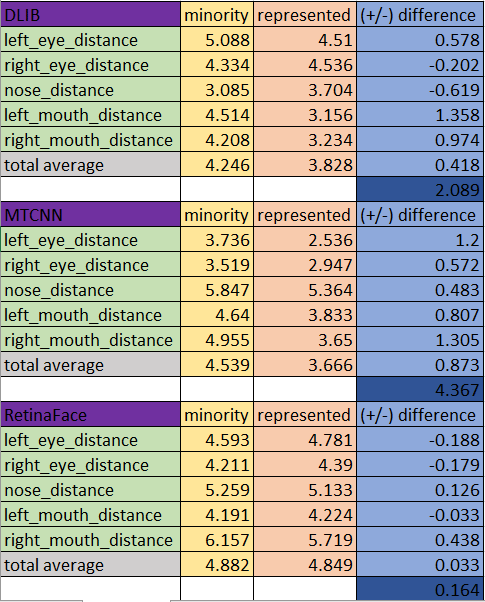 DLIB minority represented (+/-) difference
left_eye_distance 5.088 4.51 0.578
right_eye_distance 4.334 4.536 -0.202
nose_distance 3.085 3.704 -0.619
left_mouth_distance 4.514 3.156 1.358
right_mouth_distance 4.208 3.234 0.974
total average 4.246 3.828 0.418
2.089
MTCNN minority represented (+/-) difference
left_eye_distance 3.736 2.536 1.2
right_eye_distance 3.519 2.947 0.572
nose_distance 5.847 5.364 0.483
left_mouth_distance 4.64 3.833 0.807
right_mouth_distance 4.955 3.65 1.305
total average 4.539 3.666 0.873
4.367
RetinaFace minority represented (+/-) difference
left_eye_distance 4.593 4.781 -0.188
right_eye_distance 4.211 4.39 -0.179
nose_distance 5.259 5.133 0.126
left_mouth_distance 4.191 4.224 -0.033
right_mouth_distance 6.157 5.719 0.438
total average 4.882 4.849 0.033
0.164